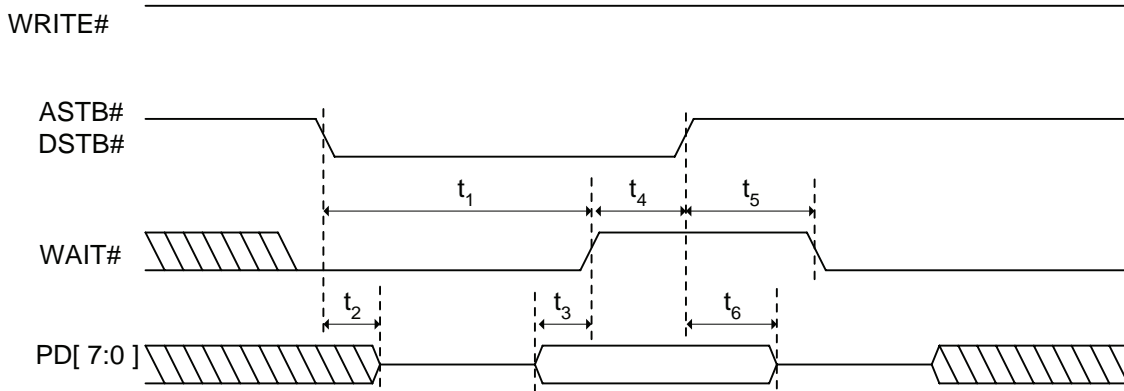 WRITE#
ASTB#
DSTB#
t1 t4 t5
WAIT#
t2 t3 t6
PD[ 7:0 ]